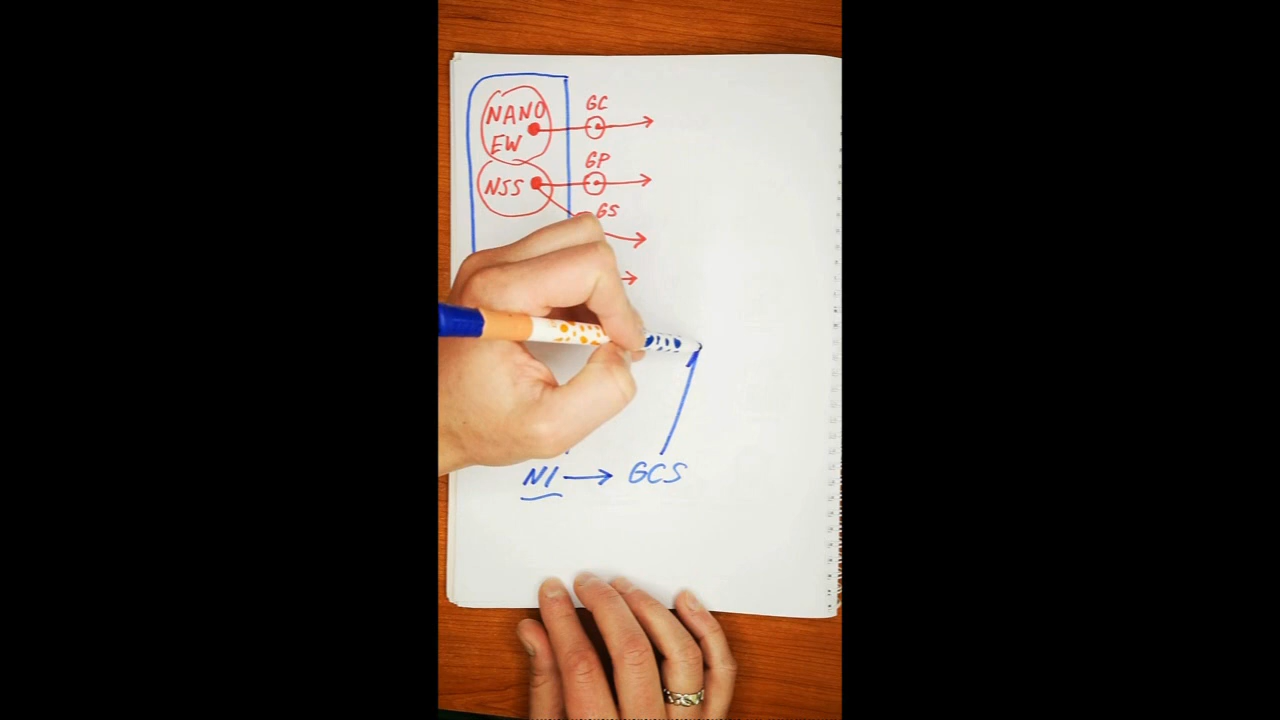 NANO
EW
GC
NSS
GP
GS
NI → GCS